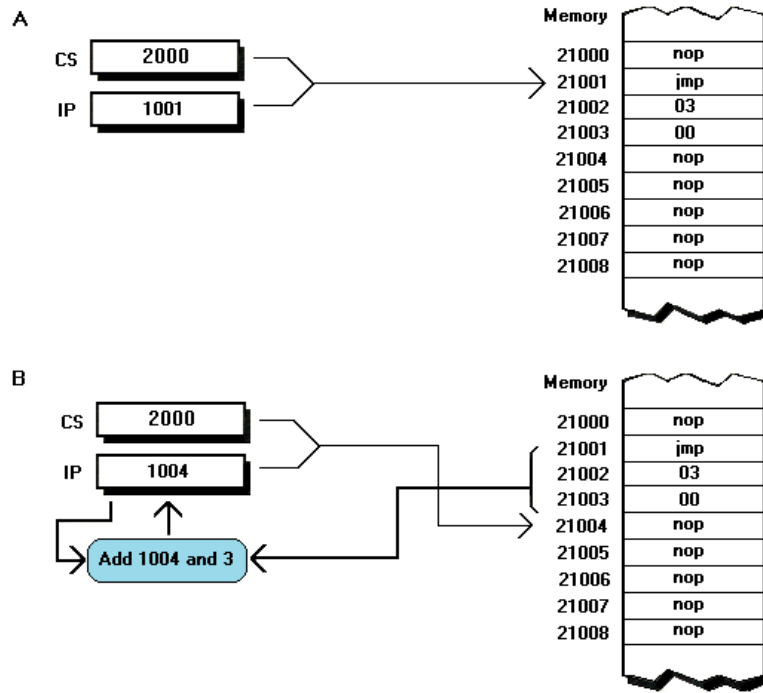 A
Memory
CS 2000
IP 1001
21000 nop
21001 jmp
21002 03
21003 00
21004 nop
21005 nop
21006 nop
21007 nop
21008 nop
B
Memory
CS 2000
IP 1004
Add 1004 and 3
21000 nop
21001 jmp
21002 03
21003 00
21004 nop
21005 nop
21006 nop
21007 nop
21008 nop